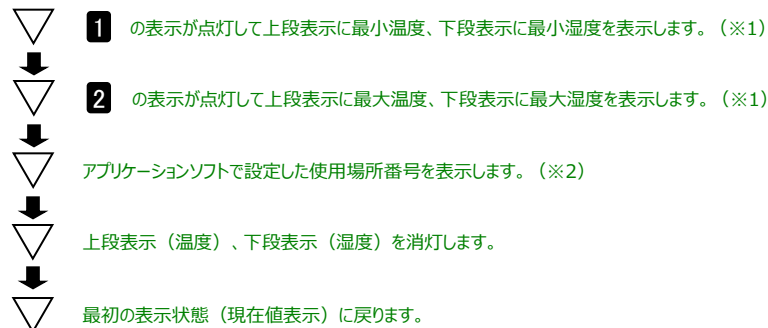 1 の表示が点灯して上段表示に最小温度、下段表示に最小湿度を表示します。（※1）
2 の表示が点灯して上段表示に最大温度、下段表示に最大湿度を表示します。（※1）
アプリケーションソフトで設定した使用場所番号を表示します。（※2）
上段表示（温度）、下段表示（湿度）を消灯します。
最初の表示状態（現在値表示）に戻ります。